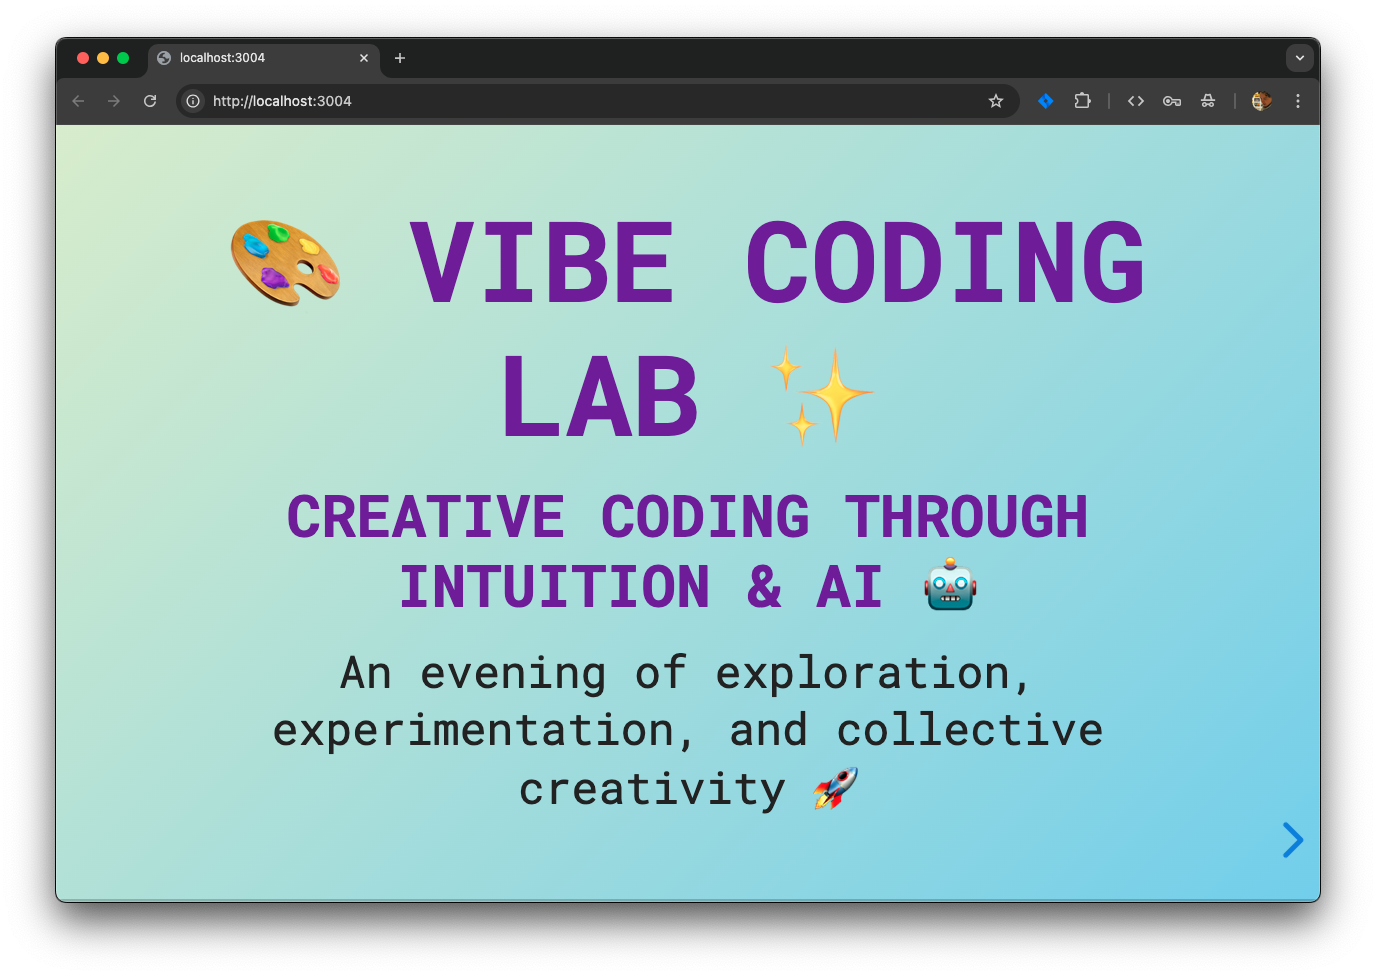 localhost:3004
http://localhost:3004
🎨 VIBE CODING
LAB ✨
CREATIVE CODING THROUGH
INTUITION & AI 🤖
An evening of exploration,
experimentation, and collective
creativity 🚀